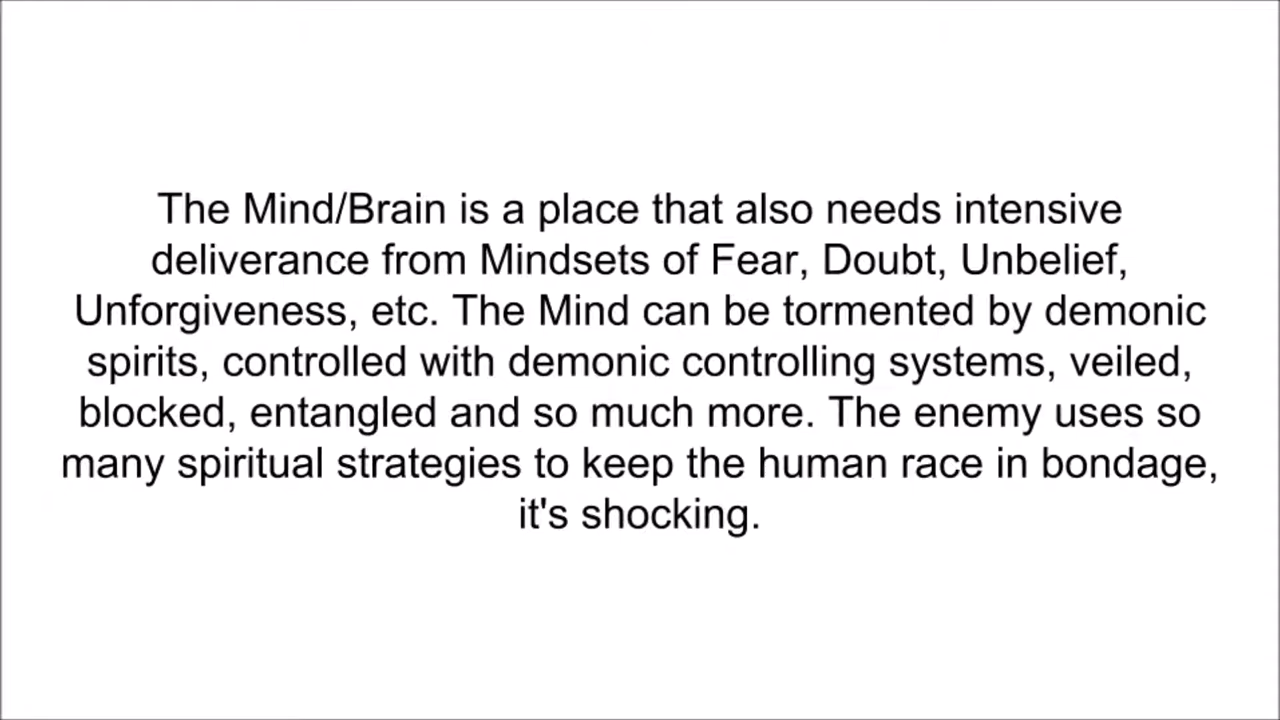 The Mind/Brain is a place that also needs intensive
deliverance from Mindsets of Fear, Doubt, Unbelief,
Unforgiveness, etc. The Mind can be tormented by demonic
spirits, controlled with demonic controlling systems, veiled,
blocked, entangled and so much more. The enemy uses so
many spiritual strategies to keep the human race in bondage,
it's shocking.